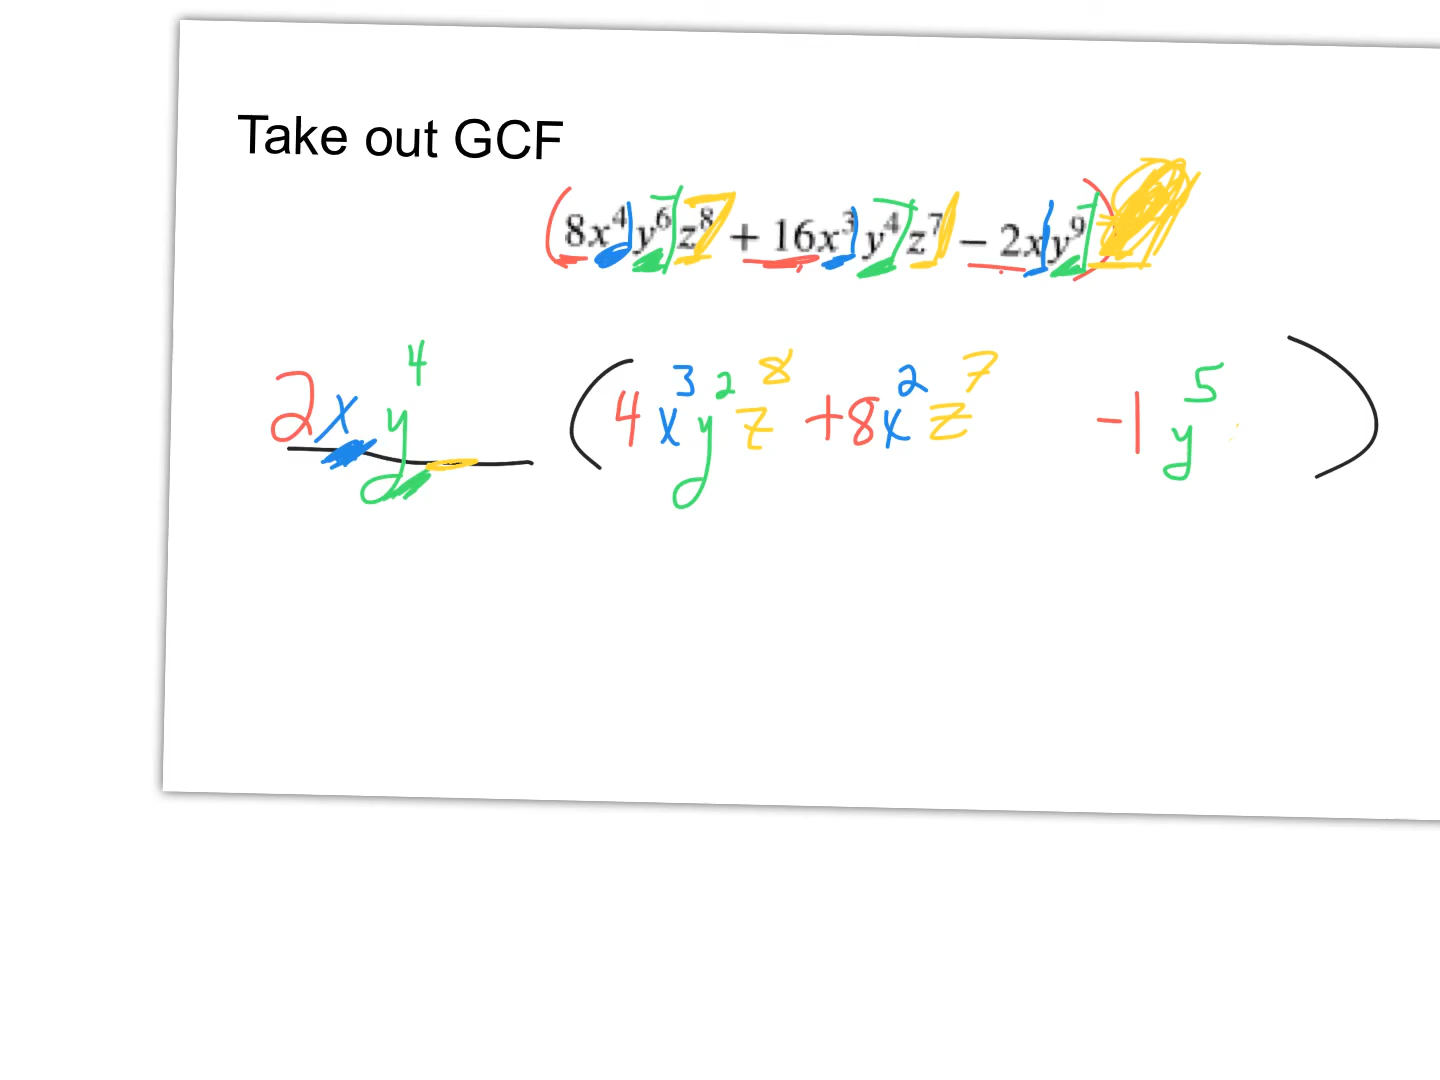 Take out GCF
(8x⁴y⁶z⁸ + 16x³y⁴z⁷ − 2xy⁹)
2xy⁴ (4x³y²z⁸ +8x²z⁷ -1y⁵ )